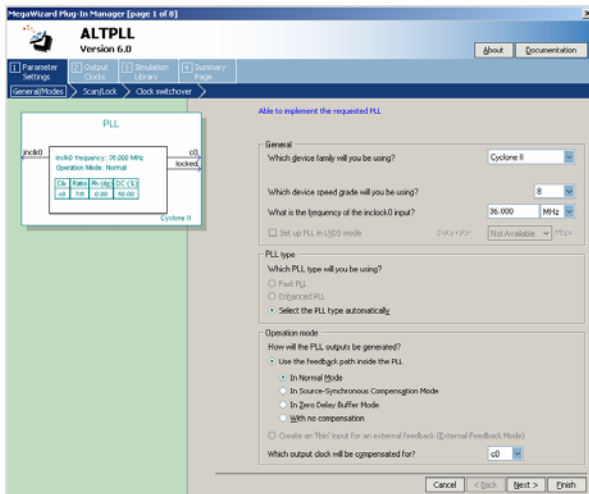 MegaWizard Plug-In Manager [page 1 of 8]
ALTPLL
Version 6.0
About
Documentation
1 Parameter Settings
2 Output Clocks
3 Simulation Library
4 Summary Page
General/Modes
Scan/Lock
Clock switchover
PLL
inclk0
inclk0 frequency: 36.000 MHz
Operation Mode: Normal
Clk Ratio Ph (dg) DC (%)
c0 7/9 0.00 50.00
c0
locked
Cyclone II
Able to implement the requested PLL
General
Which device family will you be using?
Cyclone II
Which device speed grade will you be using?
8
What is the frequency of the inclock0 input?
36.000
MHz
Set up PLL in LVDS mode
Data rate:
Not Available
Mbps
PLL type
Which PLL type will you be using?
Fast PLL
Enhanced PLL
Select the PLL type automatically
Operation mode
How will the PLL outputs be generated?
Use the feedback path inside the PLL
In Normal Mode
In Source-Synchronous Compensation Mode
In Zero Delay Buffer Mode
With no compensation
Create an 'fbin' input for an external feedback (External Feedback Mode)
Which output clock will be compensated for?
c0
Cancel
< Back
Next >
Finish